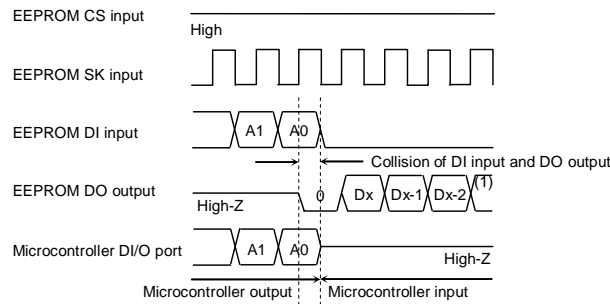 EEPROM CS input
High
EEPROM SK input
EEPROM DI input
A1 A0
Collision of DI input and DO output
EEPROM DO output
High-Z
0 Dx Dx-1 Dx-2 (1)
Microcontroller DI/O port
A1 A0
High-Z
Microcontroller output Microcontroller input